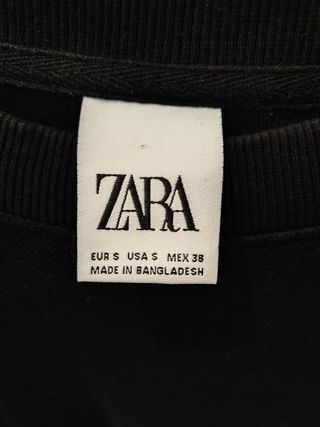 ZARA
EUR S USA S MEX 36
MADE IN BANGLADESH